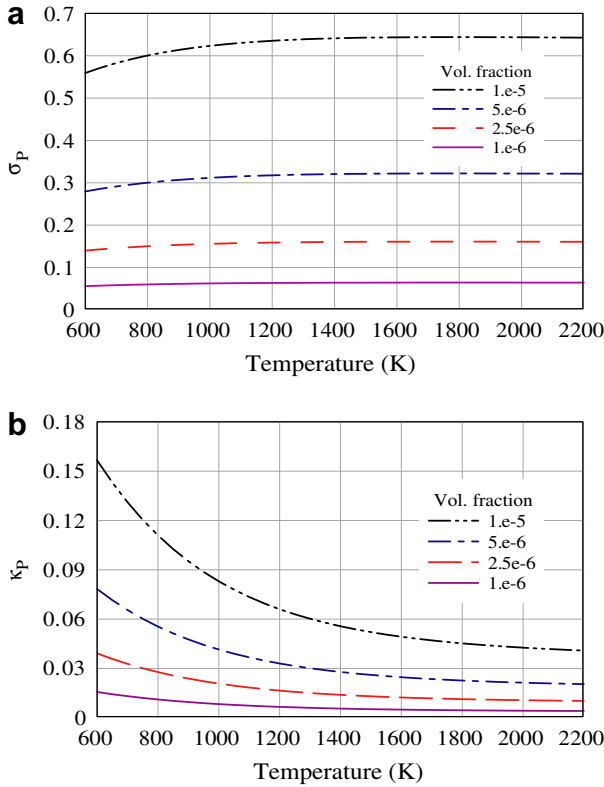 a
0.7
0.6
0.5
0.4
0.3
0.2
0.1
0
σP
Vol. fraction
1.e-5
5.e-6
2.5e-6
1.e-6
600 800 1000 1200 1400 1600 1800 2000 2200
Temperature (K)
b
0.18
0.15
0.12
0.09
0.06
0.03
0
κP
Vol. fraction
1.e-5
5.e-6
2.5e-6
1.e-6
600 800 1000 1200 1400 1600 1800 2000 2200
Temperature (K)